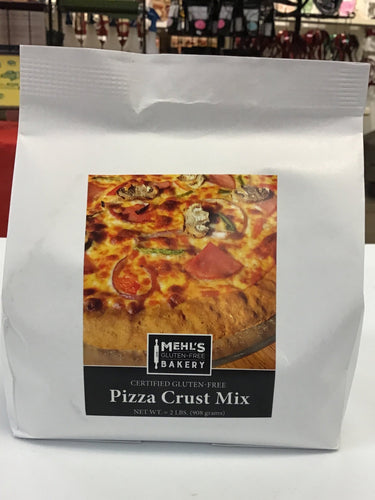 MEHL'S
GLUTEN-FREE
BAKERY
CERTIFIED GLUTEN-FREE
Pizza Crust Mix
NET WT. = 2 LBS. (908 grams)